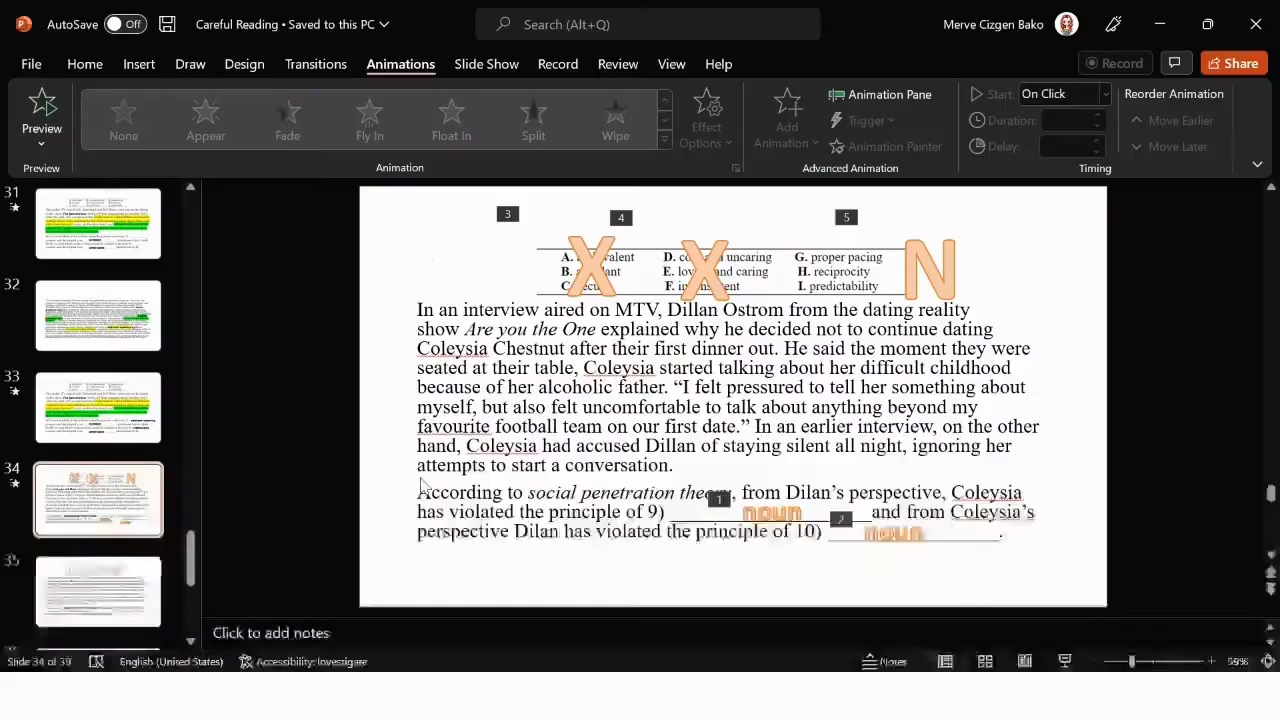 AutoSave Off Careful Reading • Saved to this PC Search (Alt+Q) Merve Cizgen Bako
File Home Insert Draw Design Transitions Animations Slide Show Record Review View Help Record Share
Preview
None Appear Fade Fly In Float In Split Wipe
Effect Options
Add Animation
Animation Pane
Trigger
Animation Painter
Start: On Click
Duration:
Delay:
Reorder Animation
Move Earlier
Move Later
Preview Animation Advanced Animation Timing
31
32
33
34
35
3 4 5
X X N
A. D. uncaring G. proper pacing
B. E. and caring H. reciprocity
C. F. I. predictability
In an interview aired on MTV, Dillan Ostrom from the dating reality
show Are you the One explained why he decided not to continue dating
Coleysia Chestnut after their first dinner out. He said the moment they were
seated at their table, Coleysia started talking about her difficult childhood
because of her alcoholic father. “I felt pressured to tell her something about
myself, but also felt uncomfortable to talk about anything beyond my
favourite football team on our first date.” In an earlier interview, on the other
hand, Coleysia had accused Dillan of staying silent all night, ignoring her
attempts to start a conversation.
According to social penetration , from Dilan’s perspective, Coleysia
1
has violated the principle of 9) noun and from Coleysia’s
2
perspective Dilan has violated the principle of 10) noun .
Click to add notes
Slide 34 of 39 English (United States) Accessibility: Investigate Notes 59%